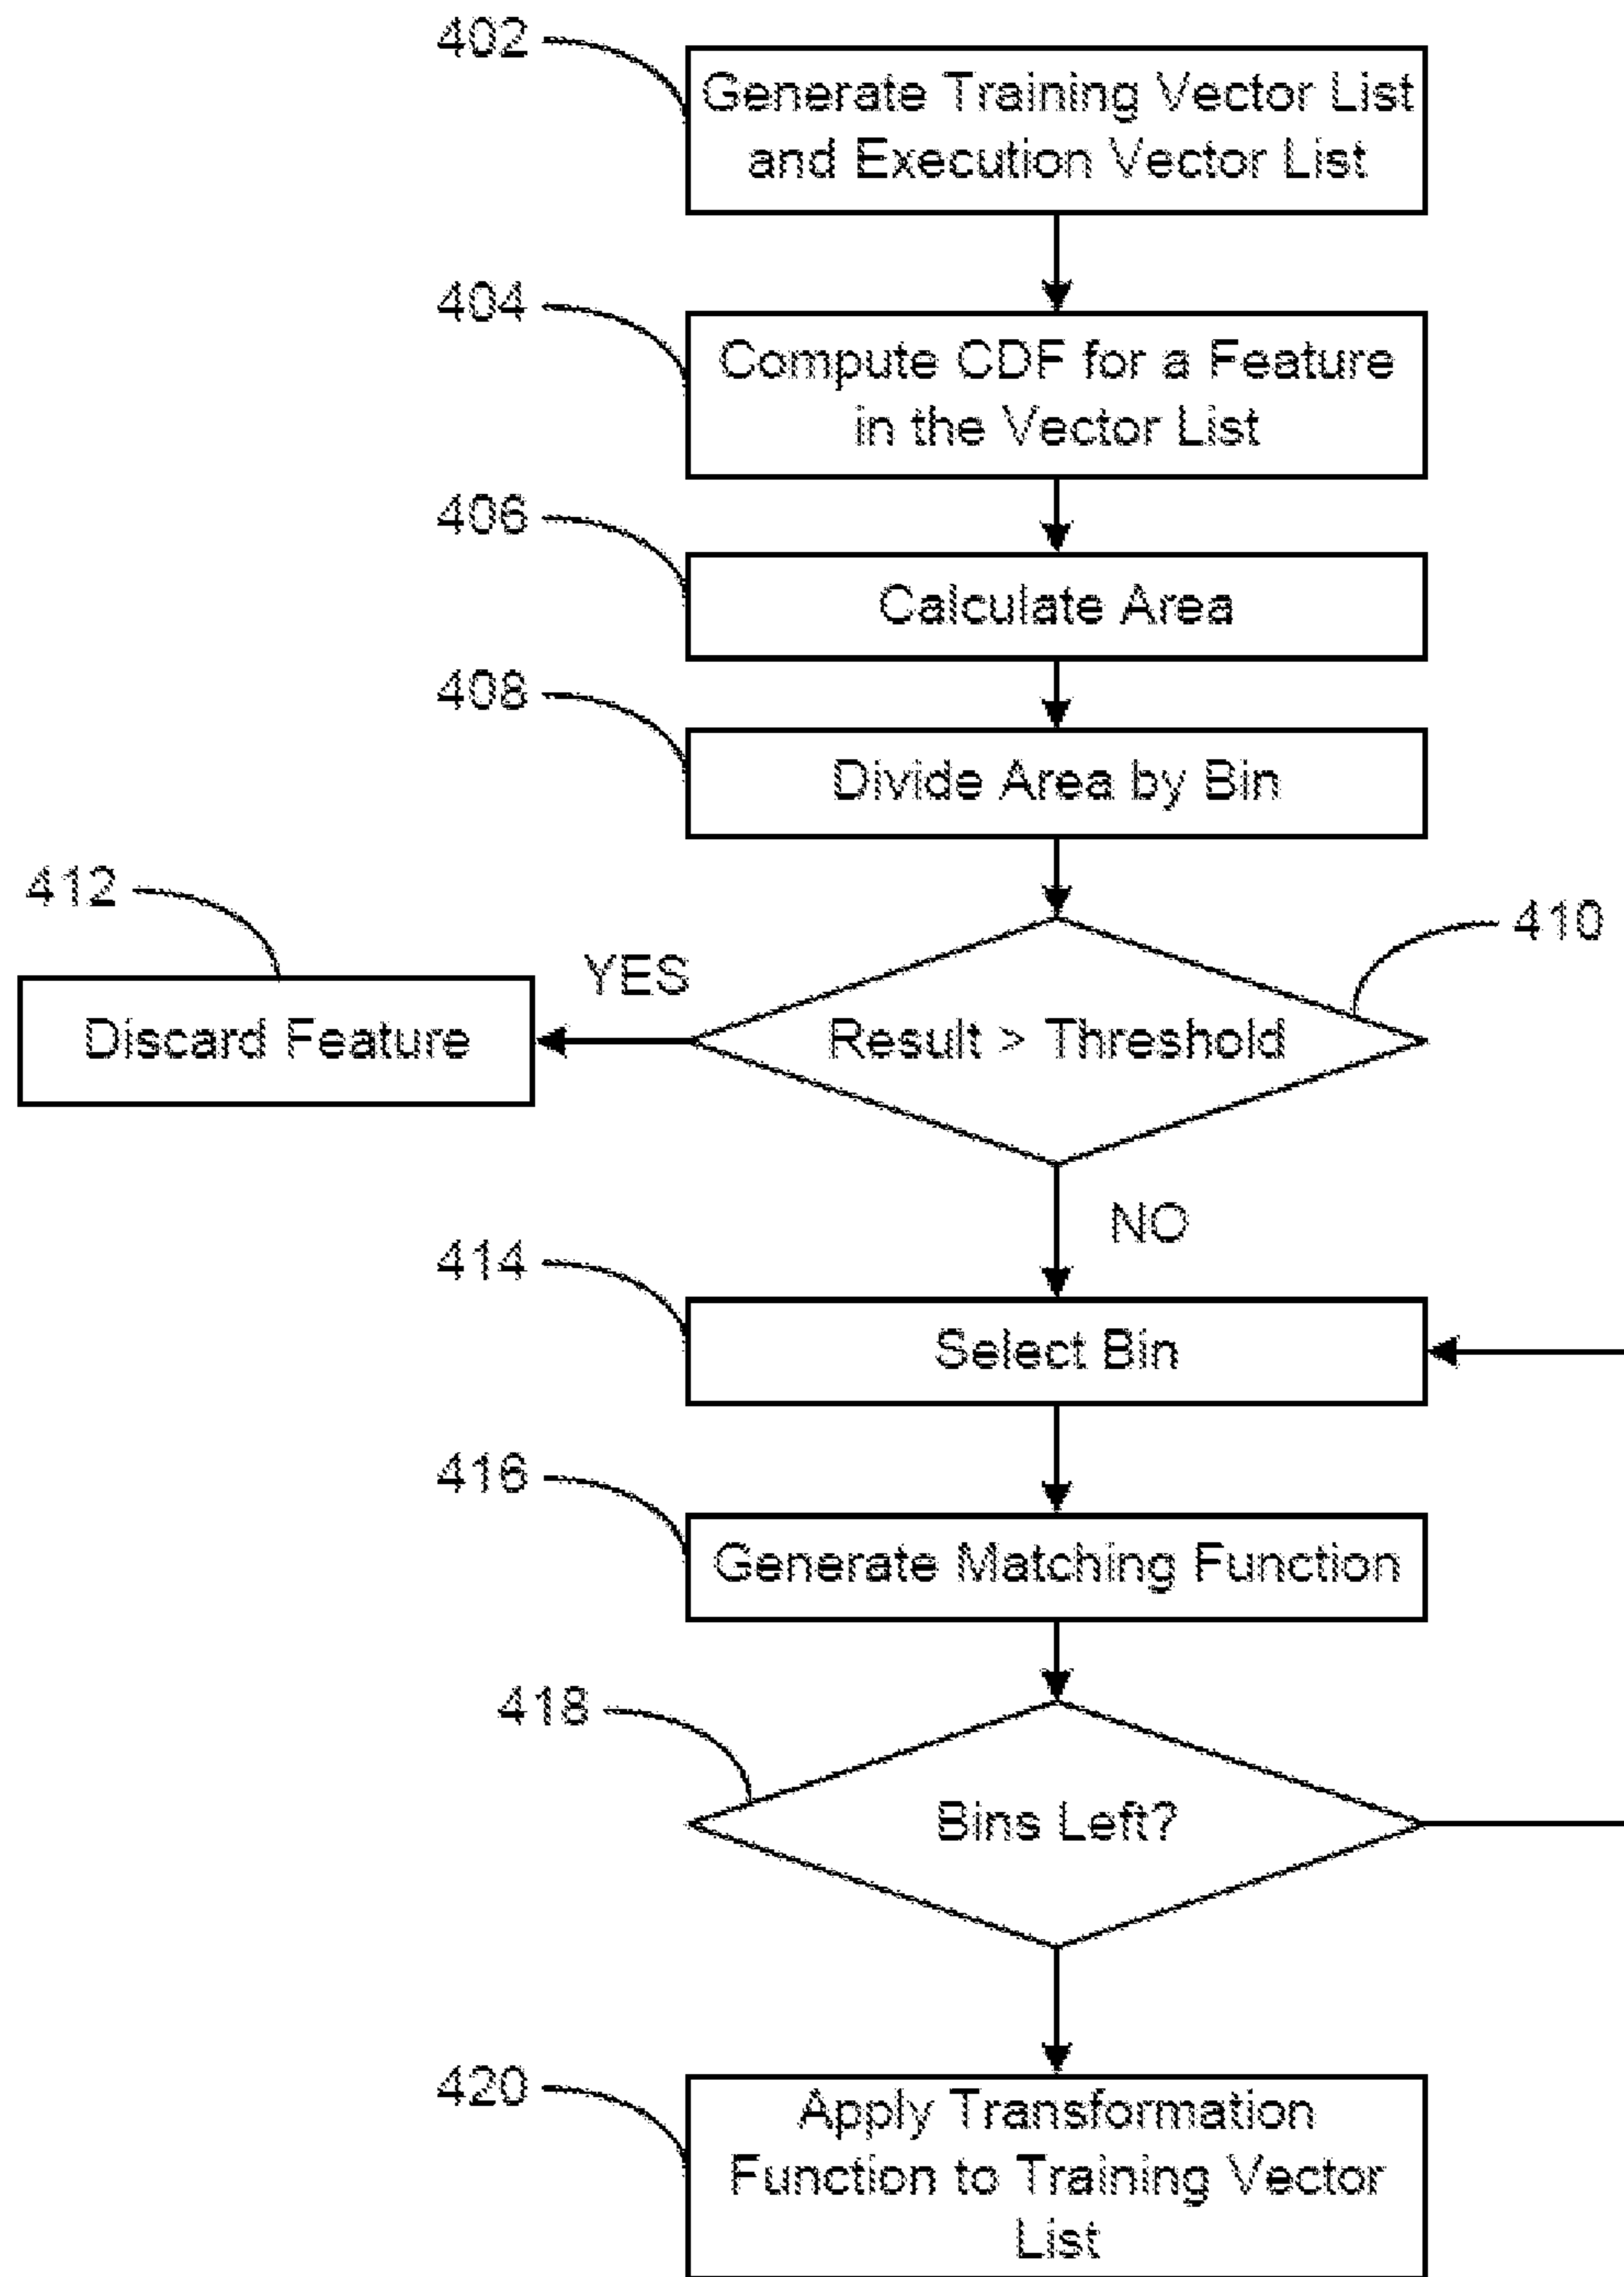 402
Generate Training Vector List
and Execution Vector List
404
Compute CDF for a Feature
in the Vector List
406
Calculate Area
408
Divide Area by Bin
412
410
YES
Discard Feature
Result > Threshold
NO
414
Select Bin
416
Generate Matching Function
418
Bins Left?
420
Apply Transformation
Function to Training Vector
List